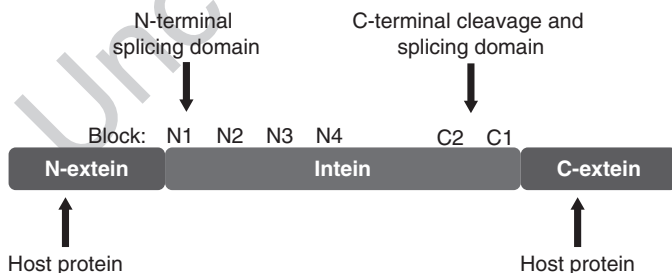 N-terminal
splicing domain
C-terminal cleavage and
splicing domain
Block: N1 N2 N3 N4 C2 C1
N-extein Intein C-extein
Host protein Host protein
Unc